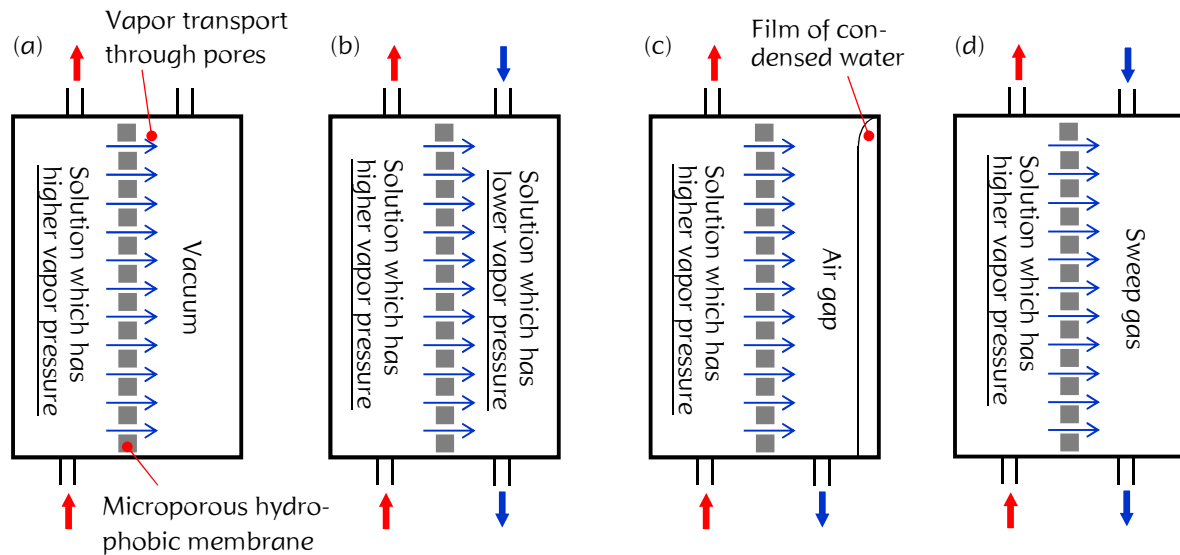 (a)
Vapor transport
through pores
Solution which has
higher vapor pressure
Vacuum
Microporous hydro-
phobic membrane
(b)
Solution which has
higher vapor pressure
Solution which has
lower vapor pressure
(c)
Film of con-
densed water
Solution which has
higher vapor pressure
Air gap
(d)
Solution which has
higher vapor pressure
Sweep gas